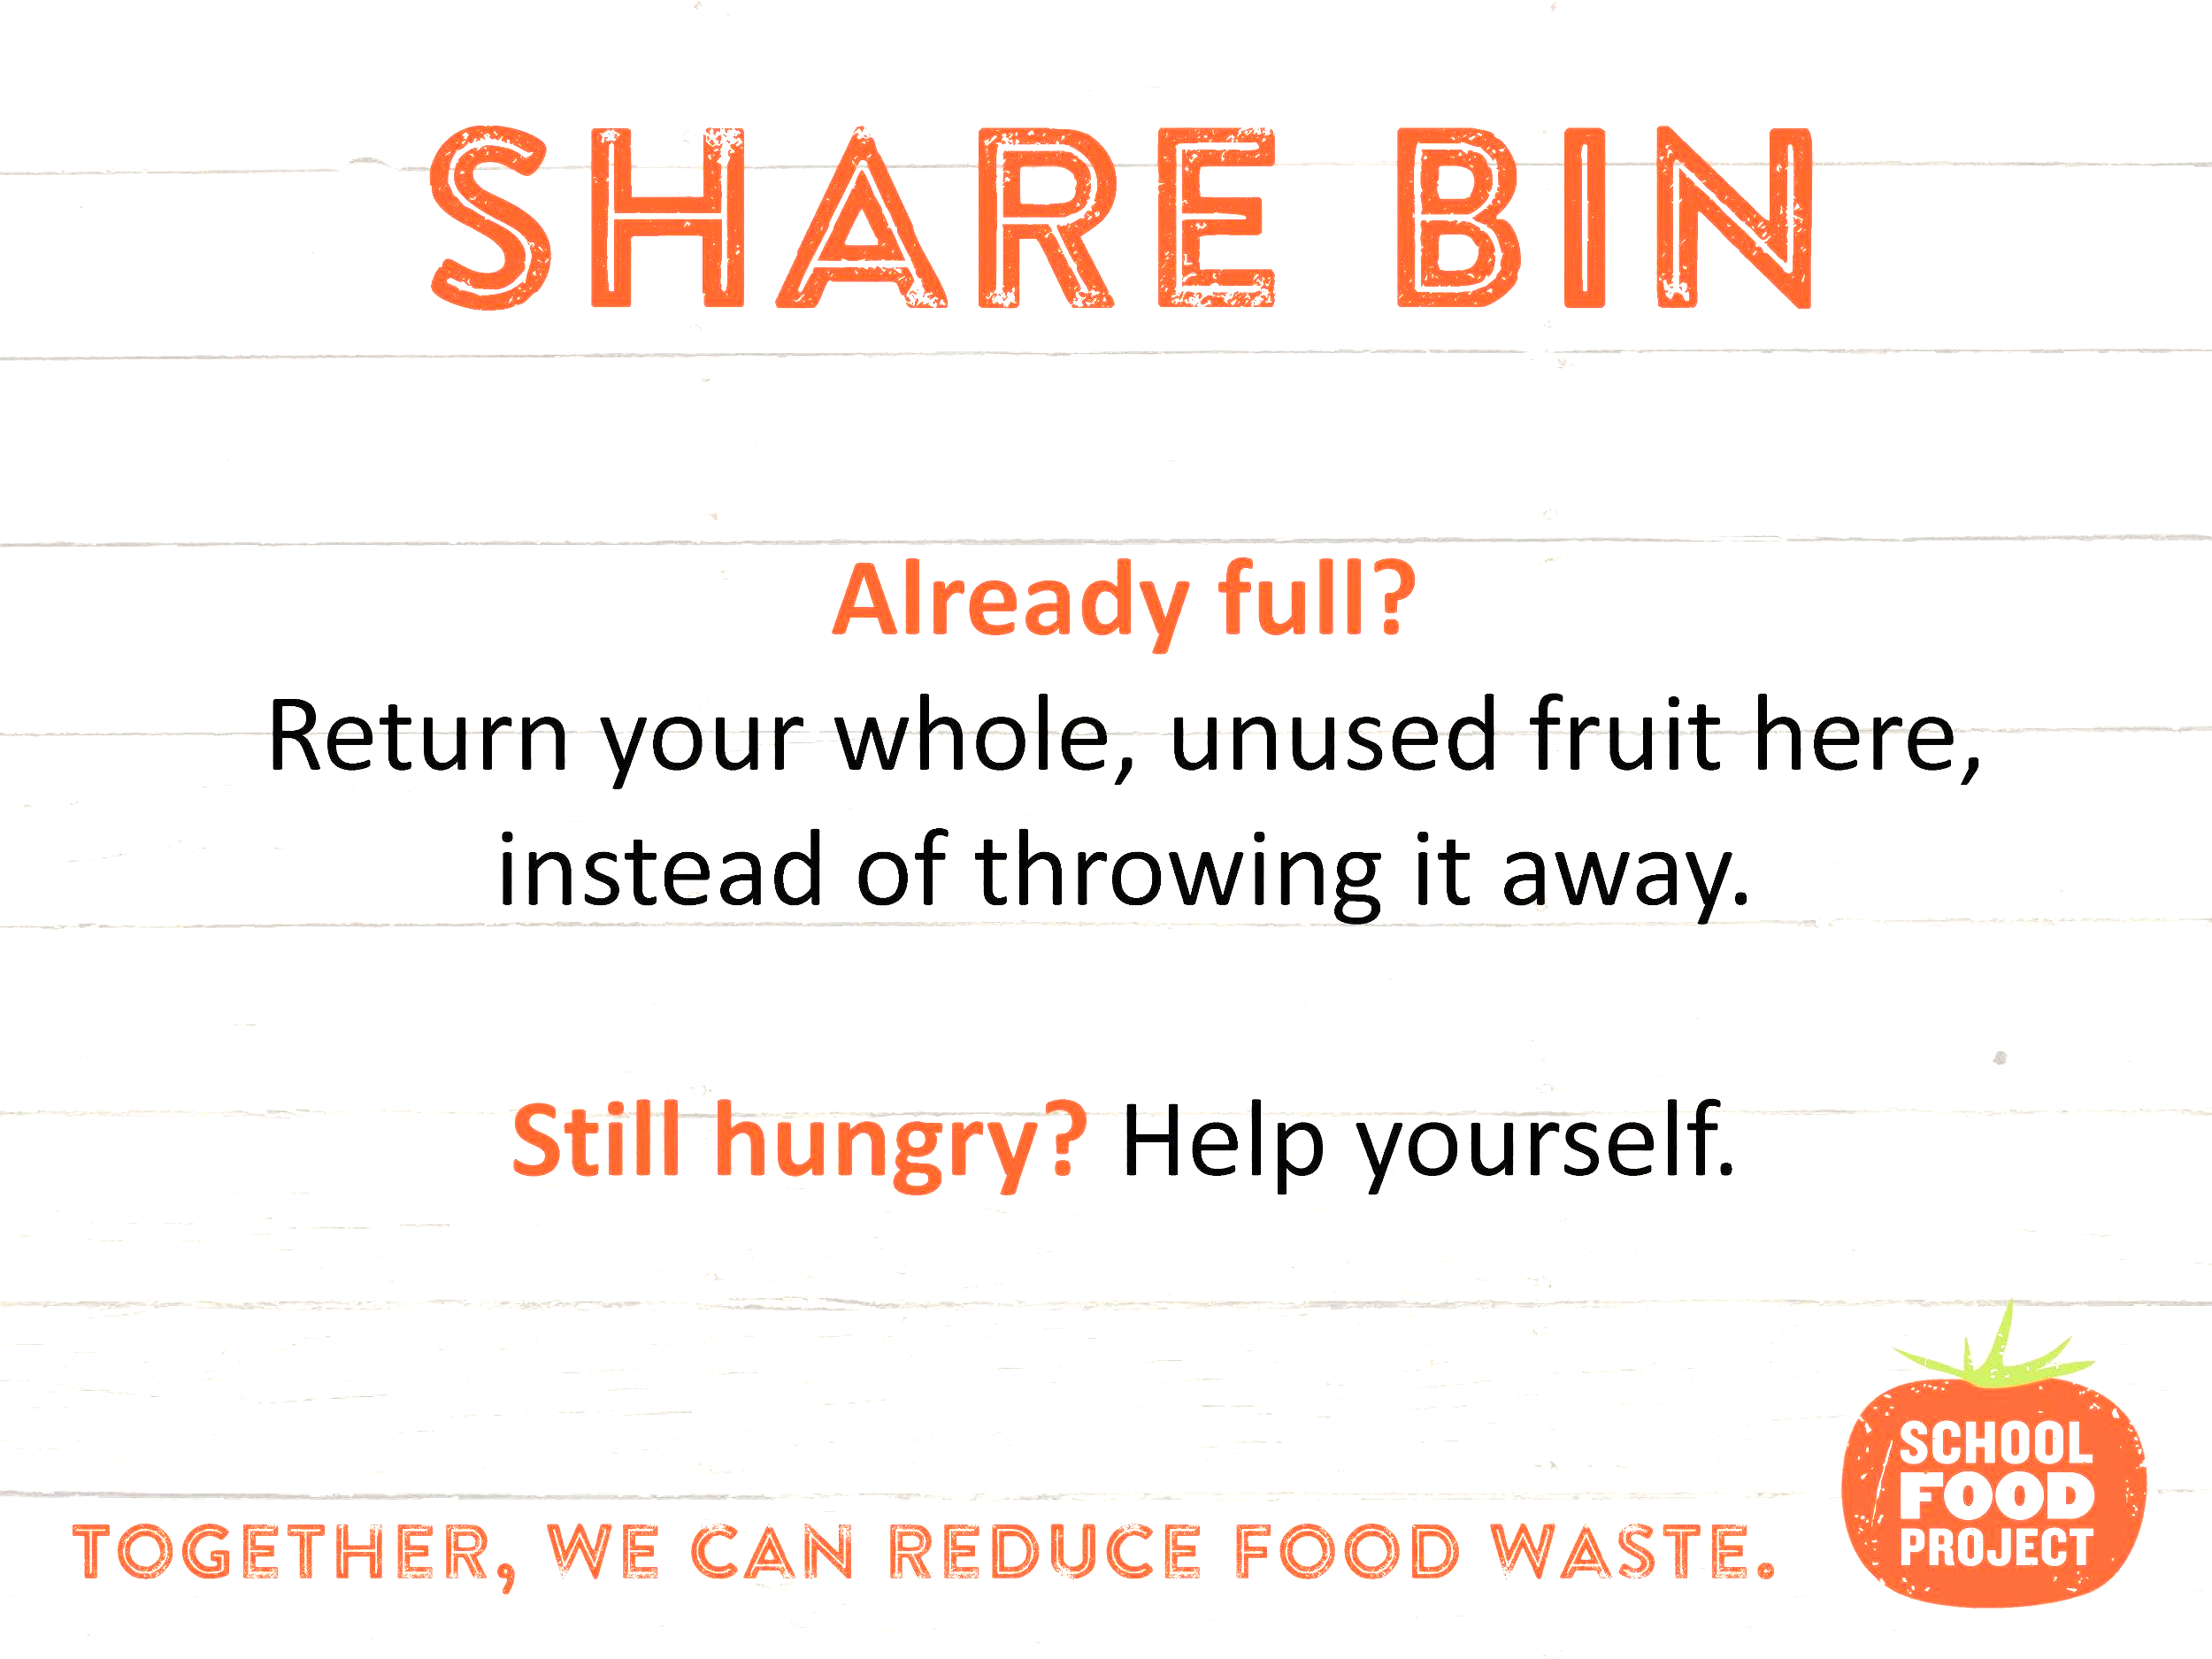 SHARE BIN
Already full?
Return your whole, unused fruit here,
instead of throwing it away.
Still hungry? Help yourself.
TOGETHER, WE CAN REDUCE FOOD WASTE.
SCHOOL
FOOD
PROJECT